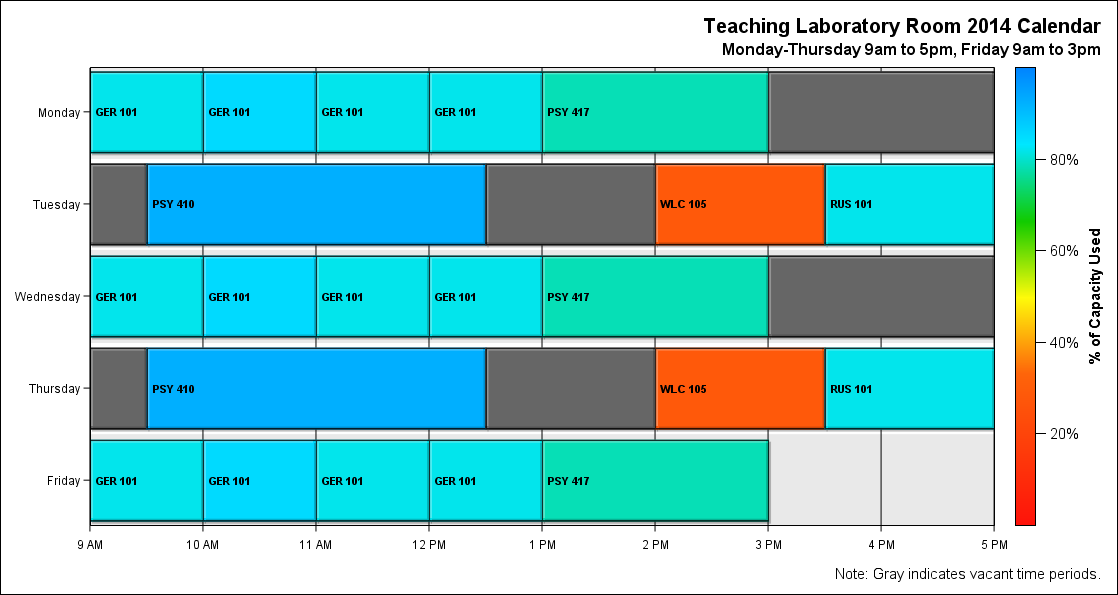 Teaching Laboratory Room 2014 Calendar
Monday-Thursday 9am to 5pm, Friday 9am to 3pm
Monday GER 101 GER 101 GER 101 GER 101 PSY 417
Tuesday PSY 410 WLC 105 RUS 101
Wednesday GER 101 GER 101 GER 101 GER 101 PSY 417
Thursday PSY 410 WLC 105 RUS 101
Friday GER 101 GER 101 GER 101 GER 101 PSY 417
9 AM 10 AM 11 AM 12 PM 1 PM 2 PM 3 PM 4 PM 5 PM
80%
60%
40%
20%
% of Capacity Used
Note: Gray indicates vacant time periods.